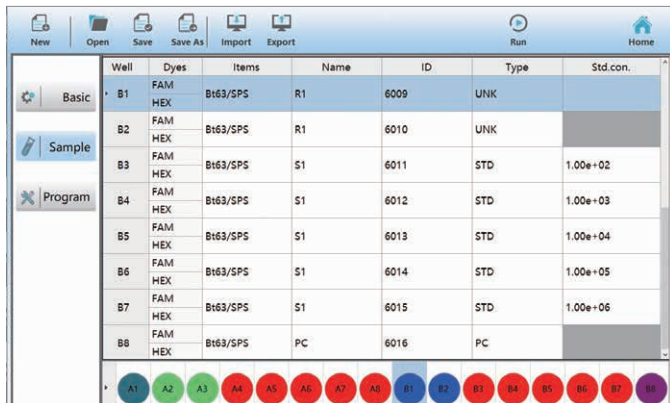 New Open Save Save As Import Export Run Home
Basic
Sample
Program
Well Dyes Items Name ID Type Std.con.
B1 FAM HEX Bt63/SPS R1 6009 UNK
B2 FAM HEX Bt63/SPS R1 6010 UNK
B3 FAM HEX Bt63/SPS S1 6011 STD 1.00e+02
B4 FAM HEX Bt63/SPS S1 6012 STD 1.00e+03
B5 FAM HEX Bt63/SPS S1 6013 STD 1.00e+04
B6 FAM HEX Bt63/SPS S1 6014 STD 1.00e+05
B7 FAM HEX Bt63/SPS S1 6015 STD 1.00e+06
B8 FAM HEX Bt63/SPS PC 6016 PC
A1 A2 A3 A4 A5 A6 A7 A8 B1 B2 B3 B4 B5 B6 B7 B8